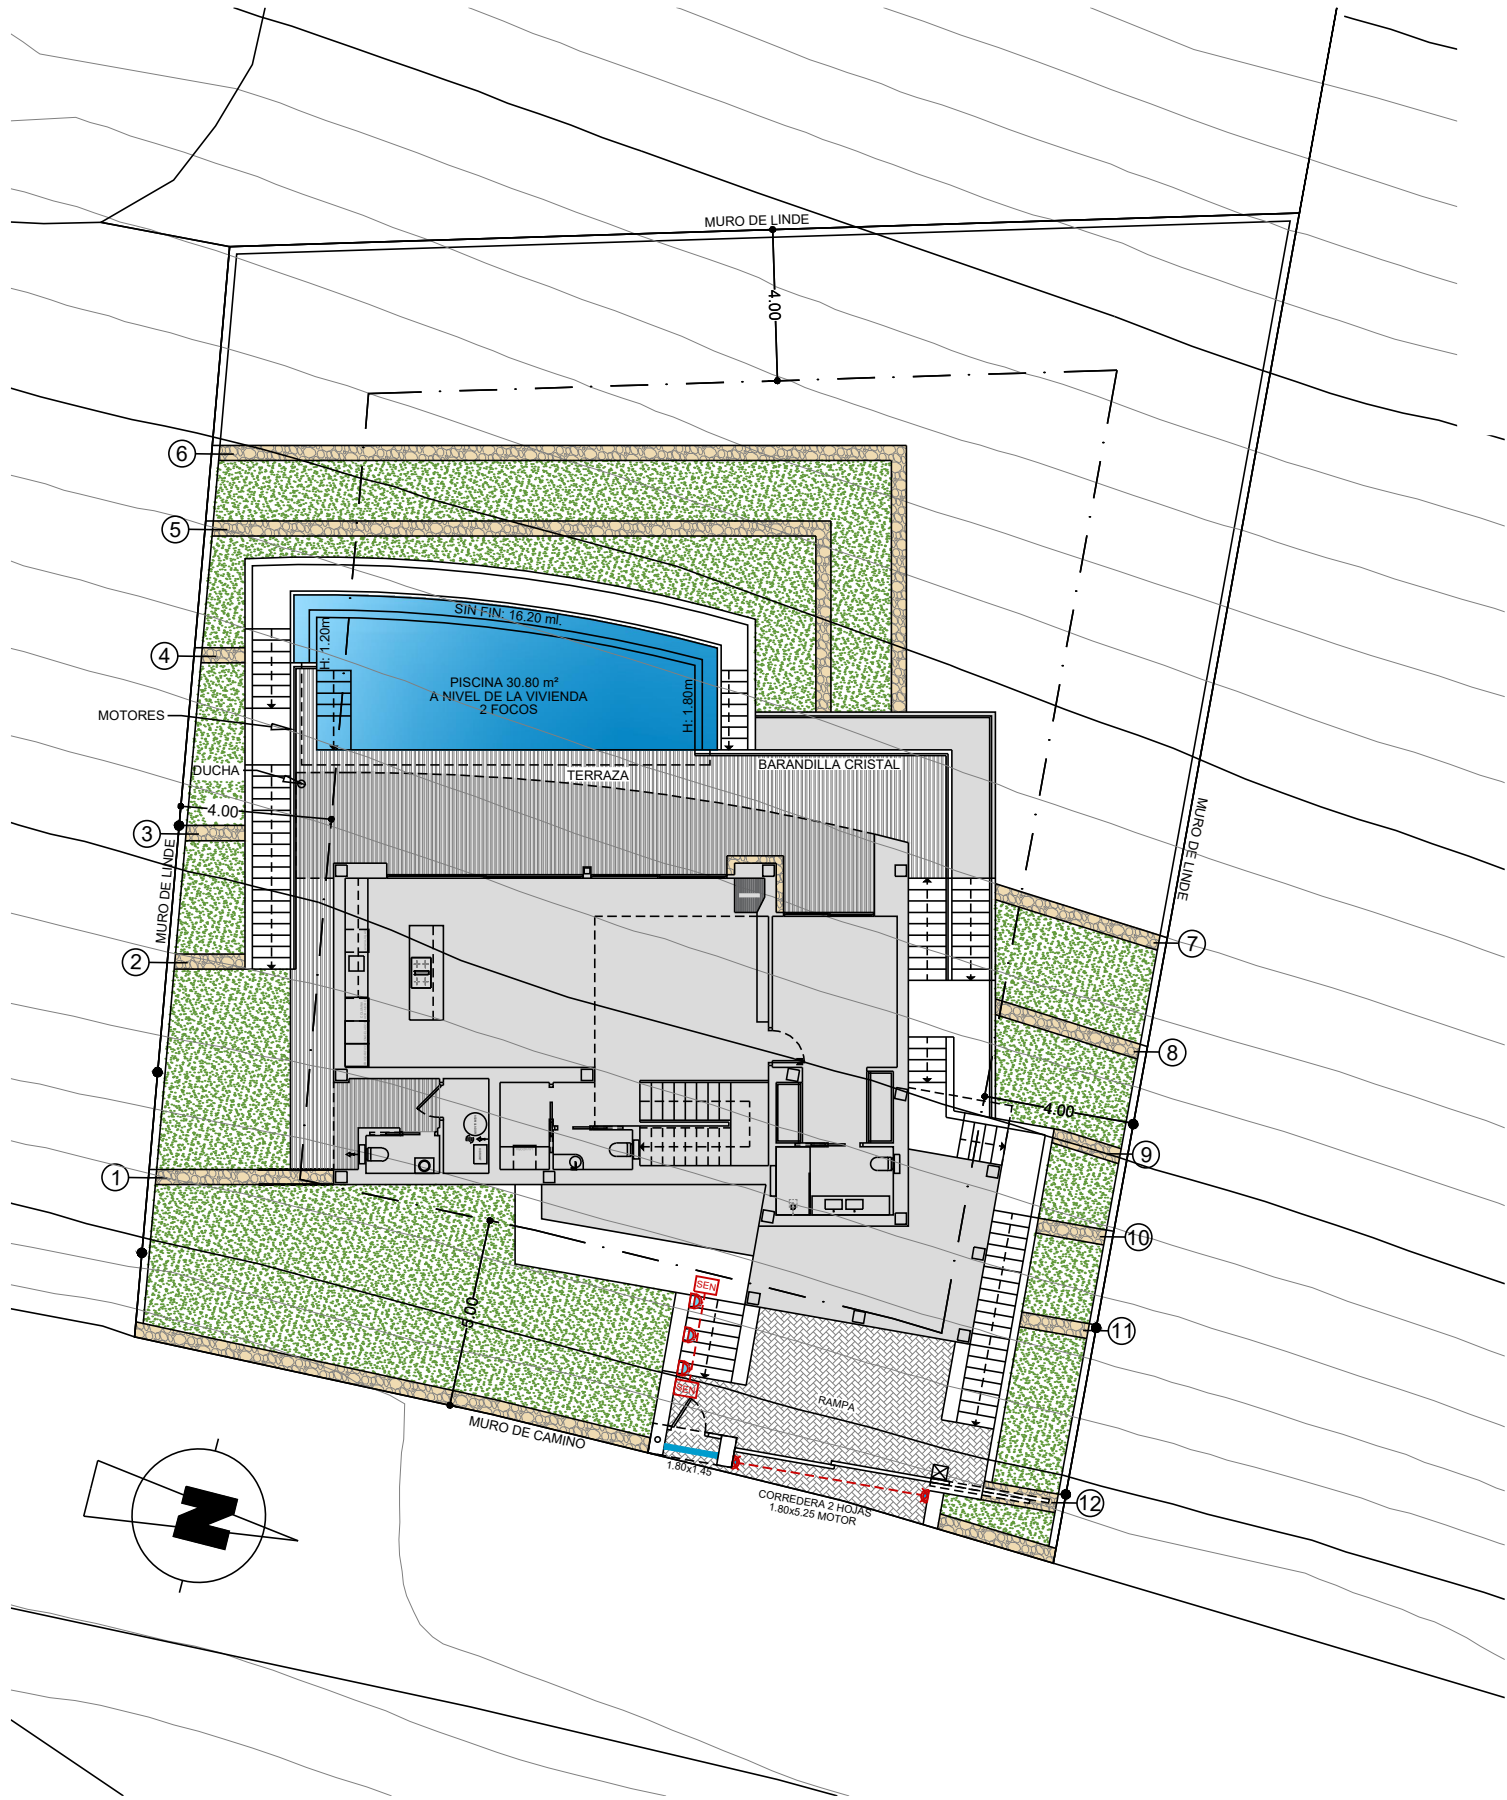 MURO DE LINDE
4.00
6
5
SIN FIN: 16.20 ml.
H: 1.20m
4
PISCINA 30.80 m²
A NIVEL DE LA VIVIENDA
2 FOCOS
H: 1.80m
MOTORES
DUCHA
TERRAZA
BARANDILLA CRISTAL
4.00
3
MURO DE LINDE
MURO DE LINDE
2
7
8
4.00
9
1
10
SEN
5.00
11
SEN
RAMPA
MURO DE CAMINO
1.80x1.45
CORREDERA 2 HOJAS
1.80x5.25 MOTOR
12
N